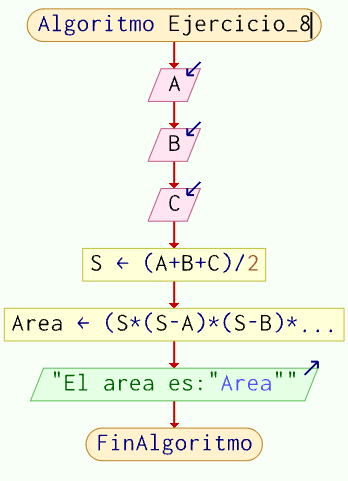 Algoritmo Ejercicio_8
A
B
C
S ← (A+B+C)/2
Area ← (S*(S-A)*(S-B)*...
"El area es:"Area""
FinAlgoritmo